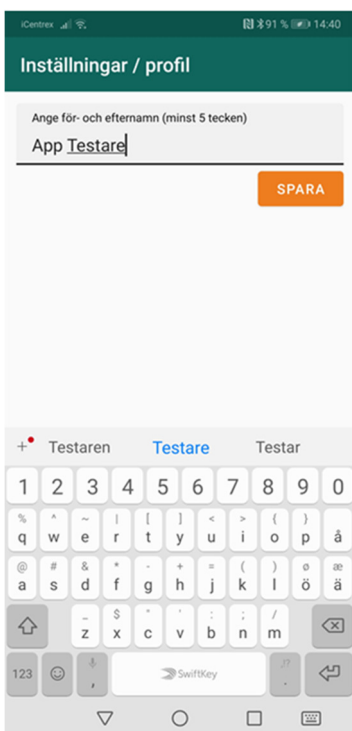 iCentrex 91 % 14:40
Inställningar / profil
Ange för- och efternamn (minst 5 tecken)
App Testare
SPARA
+ Testaren Testare Testar
1 2 3 4 5 6 7 8 9 0
% ^ ~ | [ ] < > { }
q w e r t y u i o p å
@ # & * - + = ( ) ø æ
a s d f g h j k l ö ä
_ $ " ' : ; /
z x c v b n m
123 , SwiftKey .